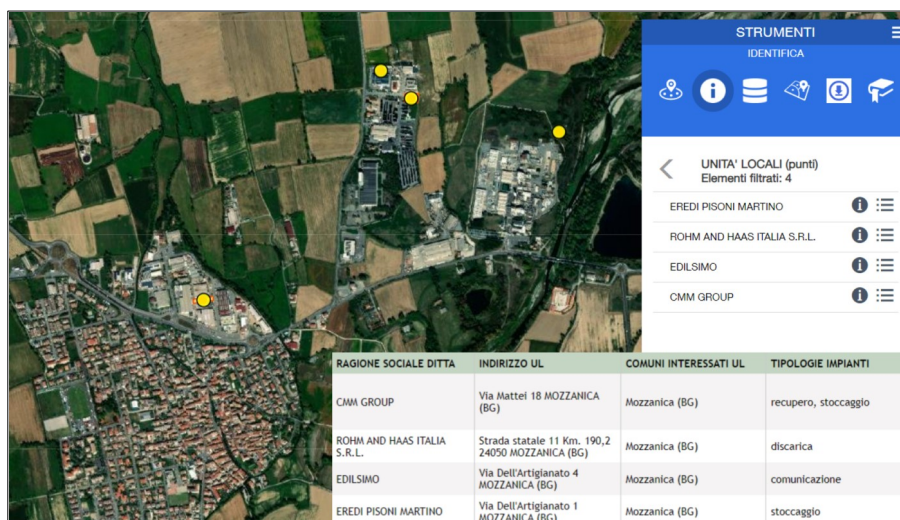 STRUMENTI
IDENTIFICA
UNITA' LOCALI (punti)
Elementi filtrati: 4
EREDI PISONI MARTINO
ROHM AND HAAS ITALIA S.R.L.
EDILSIMO
CMM GROUP
RAGIONE SOCIALE DITTA INDIRIZZO UL COMUNI INTERESSATI UL TIPOLOGIE IMPIANTI
CMM GROUP Via Mattei 18 MOZZANICA (BG) Mozzanica (BG) recupero, stoccaggio
ROHM AND HAAS ITALIA S.R.L. Strada statale 11 Km. 190,2 24050 MOZZANICA (BG) Mozzanica (BG) discarica
EDILSIMO Via Dell'Artigianato 4 MOZZANICA (BG) Mozzanica (BG) comunicazione
EREDI PISONI MARTINO Via Dell'Artigianato 1 MOZZANICA (BG) Mozzanica (BG) stoccaggio